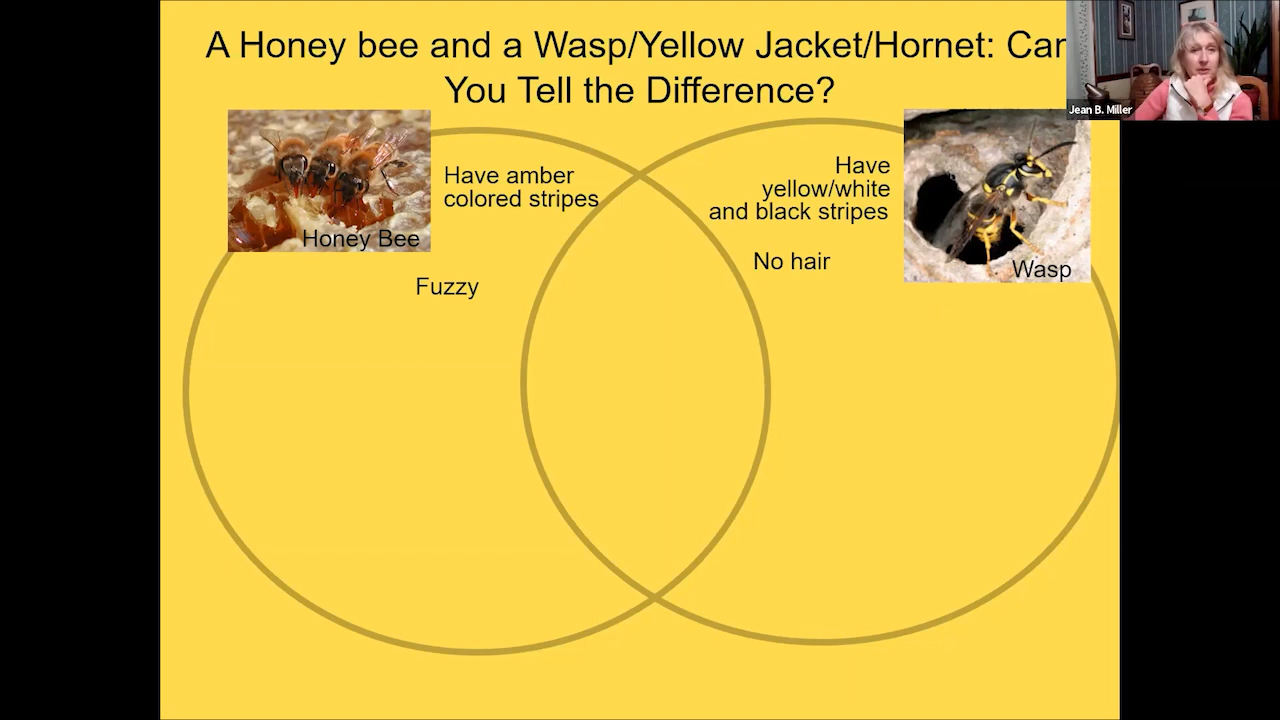 A Honey bee and a Wasp/Yellow Jacket/Hornet: Can
You Tell the Difference?
Jean B. Miller
Have amber
colored stripes
Honey Bee
Fuzzy
Have
yellow/white
and black stripes
No hair
Wasp